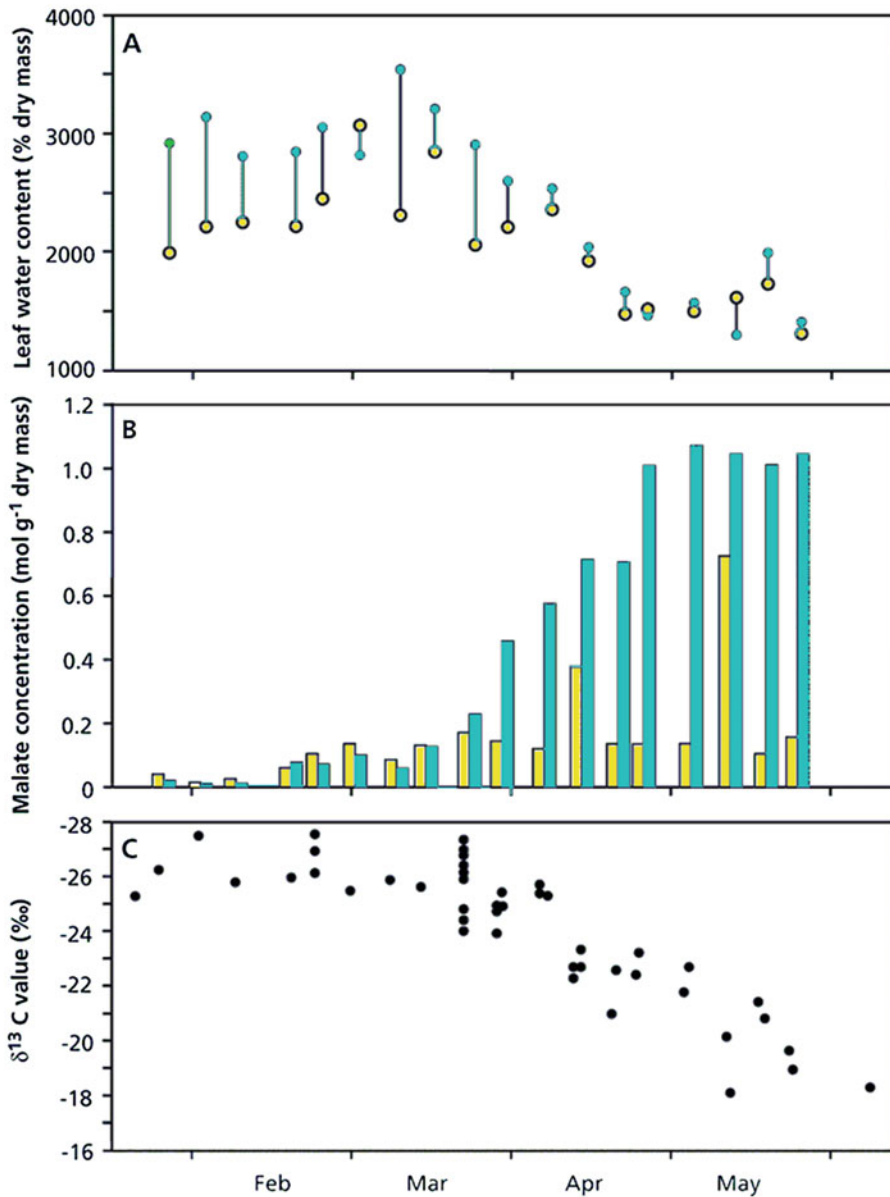 A
Leaf water content (% dry mass)
4000
3000
2000
1000
B
Malate concentration (mol g⁻¹ dry mass)
1.2
1.0
0.8
0.6
0.4
0.2
0
C
δ¹³ C value (‰)
-28
-26
-24
-22
-20
-18
-16
Feb Mar Apr May